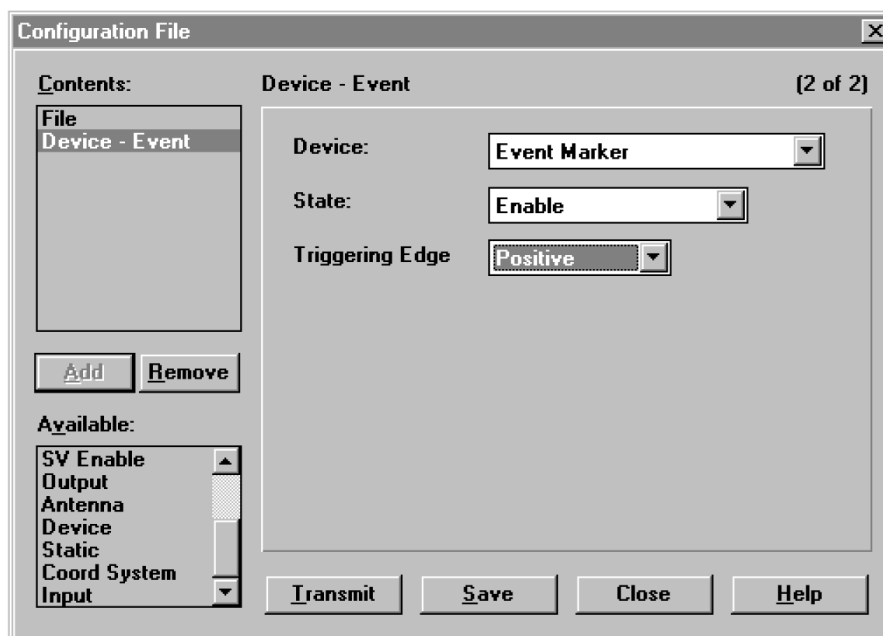 Configuration File
Contents:
File
Device - Event
Add
Remove
Available:
SV Enable
Output
Antenna
Device
Static
Coord System
Input
Device - Event
(2 of 2)
Device:
Event Marker
State:
Enable
Triggering Edge
Positive
Transmit
Save
Close
Help